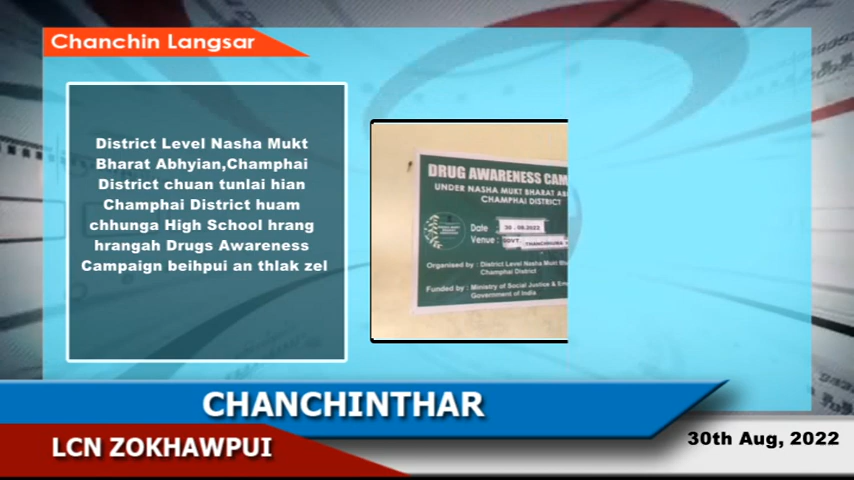 Chanchin Langsar
District Level Nasha Mukt
Bharat Abhyian,Champhai
District chuan tunlai hian
Champhai District huam
chhunga High School hrang
hrangah Drugs Awareness
Campaign beihpui an thlak zel
DRUG AWARENESS CAM
UNDER NASHA MUKT BHARAT AB
CHAMPHAI DISTRICT
Date : 30 - 08.2022
Venue : GOVT.
Organised by : District Level Nasha Mukt Bha
Champhai District
Funded by : Ministry of Social Justice & Em
Government of India
CHANCHINTHAR
LCN ZOKHAWPUI
30th Aug, 2022